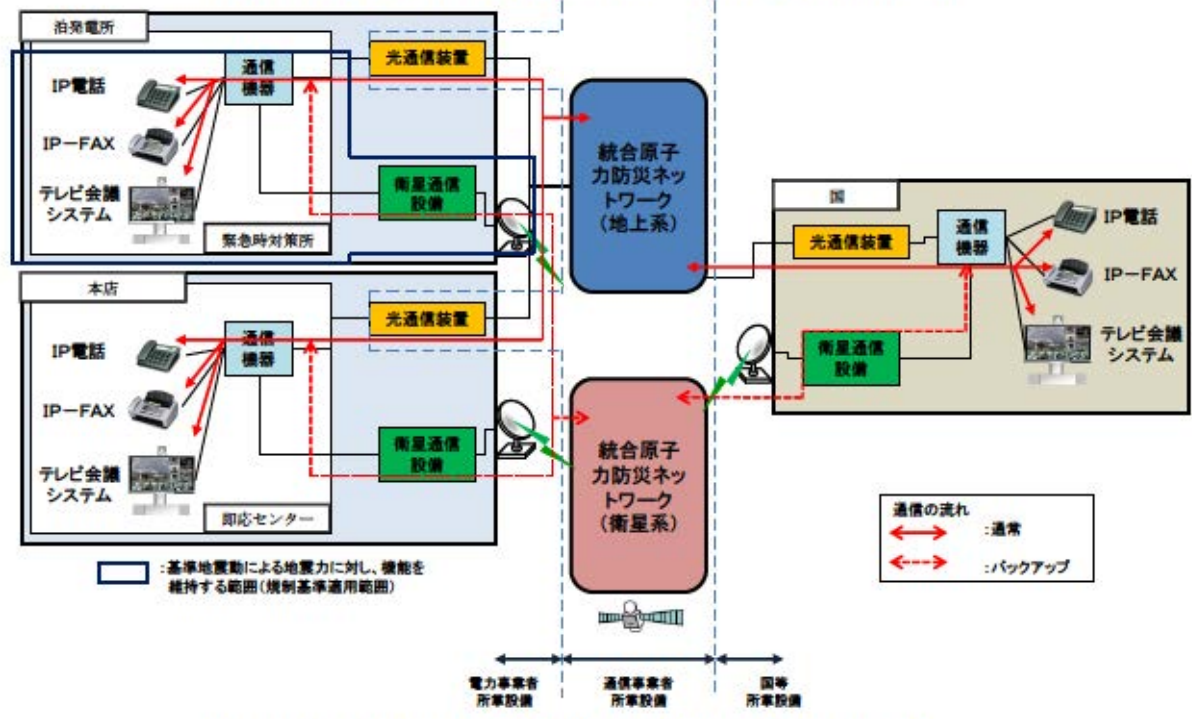 泊発電所
光通信装置
通信
機器
IP電話
IP-FAX
テレビ会議
システム
衛星通信
設備
緊急時対策所
本店
光通信装置
通信
機器
IP電話
IP-FAX
テレビ会議
システム
衛星通信
設備
即応センター
統合原子
力防災ネッ
トワーク
(地上系)
統合原子
力防災ネッ
トワーク
(衛星系)
国
光通信装置
通信
機器
IP電話
IP-FAX
テレビ会議
システム
衛星通信
設備
通信の流れ
:通常
:バックアップ
:基準地震動による地震力に対し、機能を
維持する範囲(規制基準適用範囲)
電力事業者
所掌設備
通信事業者
所掌設備
国等
所掌設備